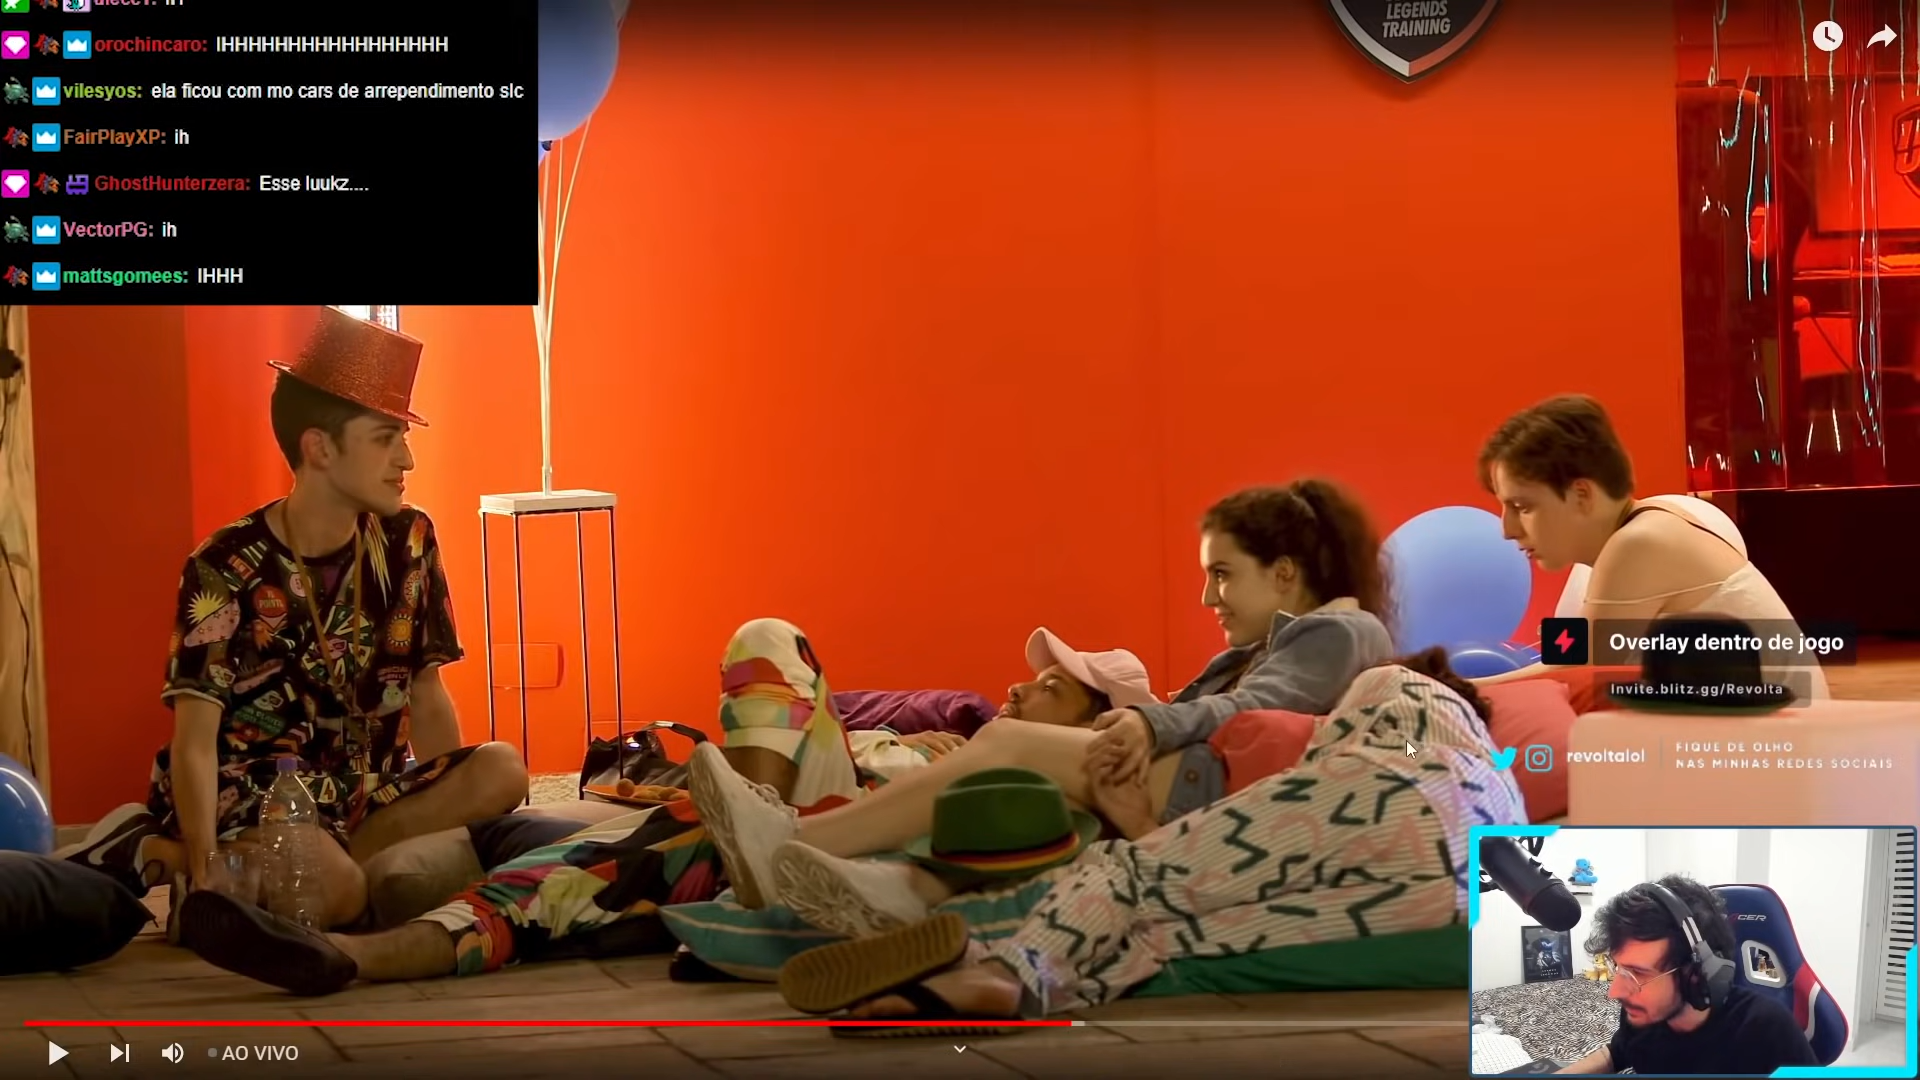 orochincaro: IHHHHHHHHHHHHHHHHHH
vilesyos: ela ficou com mo cars de arrependimento slc
FairPlayXP: ih
GhostHunterzera: Esse luukz....
VectorPG: ih
mattsgomees: IHHH
LEGENDS
TRAINING
Overlay dentro de jogo
Invite.blitz.gg/Revolta
revoltalol
FIQUE DE OLHO
NAS MINHAS REDES SOCIAIS
AO VIVO